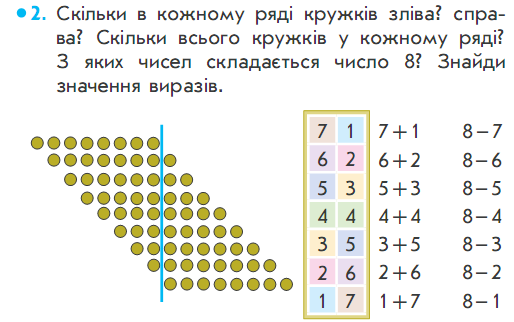 •2. Скільки в кожному ряді кружків зліва? спра-
ва? Скільки всього кружків у кожному ряді?
З яких чисел складається число 8? Знайди
значення виразів.
7 1 7+1 8−7
6 2 6+2 8−6
5 3 5+3 8−5
4 4 4+4 8−4
3 5 3+5 8−3
2 6 2+6 8−2
1 7 1+7 8−1